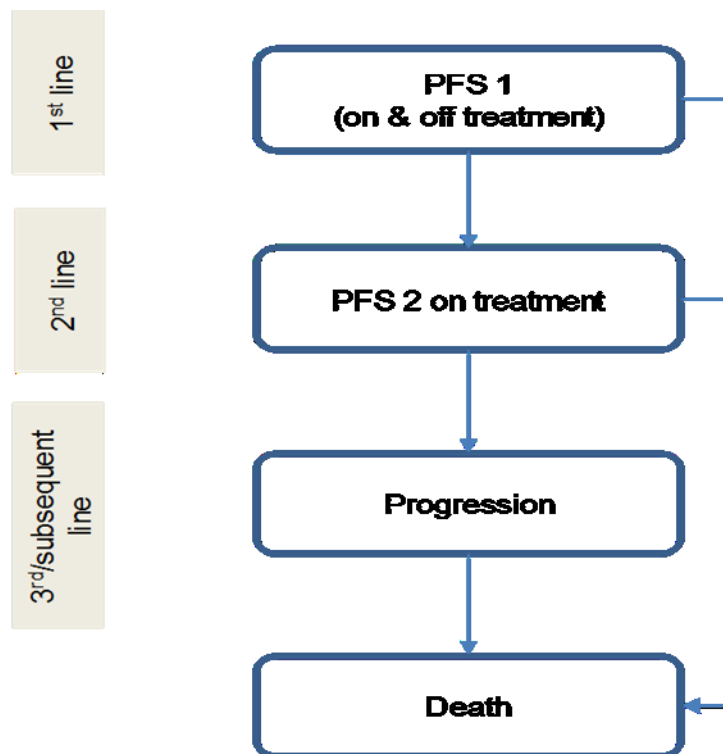 1st line
PFS 1
(on & off treatment)
2nd line
PFS 2 on treatment
3rd/subsequent
line
Progression
Death